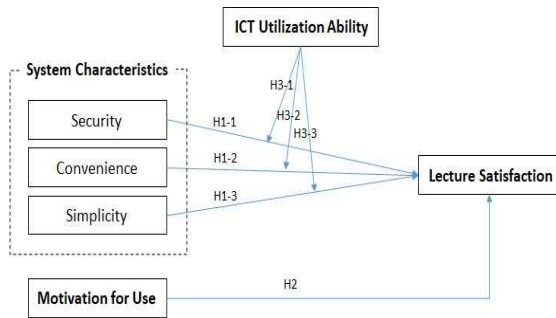 ICT Utilization Ability
System Characteristics
H3-1
Security
H1-1
H3-2
H3-3
Convenience
H1-2
Lecture Satisfaction
Simplicity
H1-3
Motivation for Use
H2